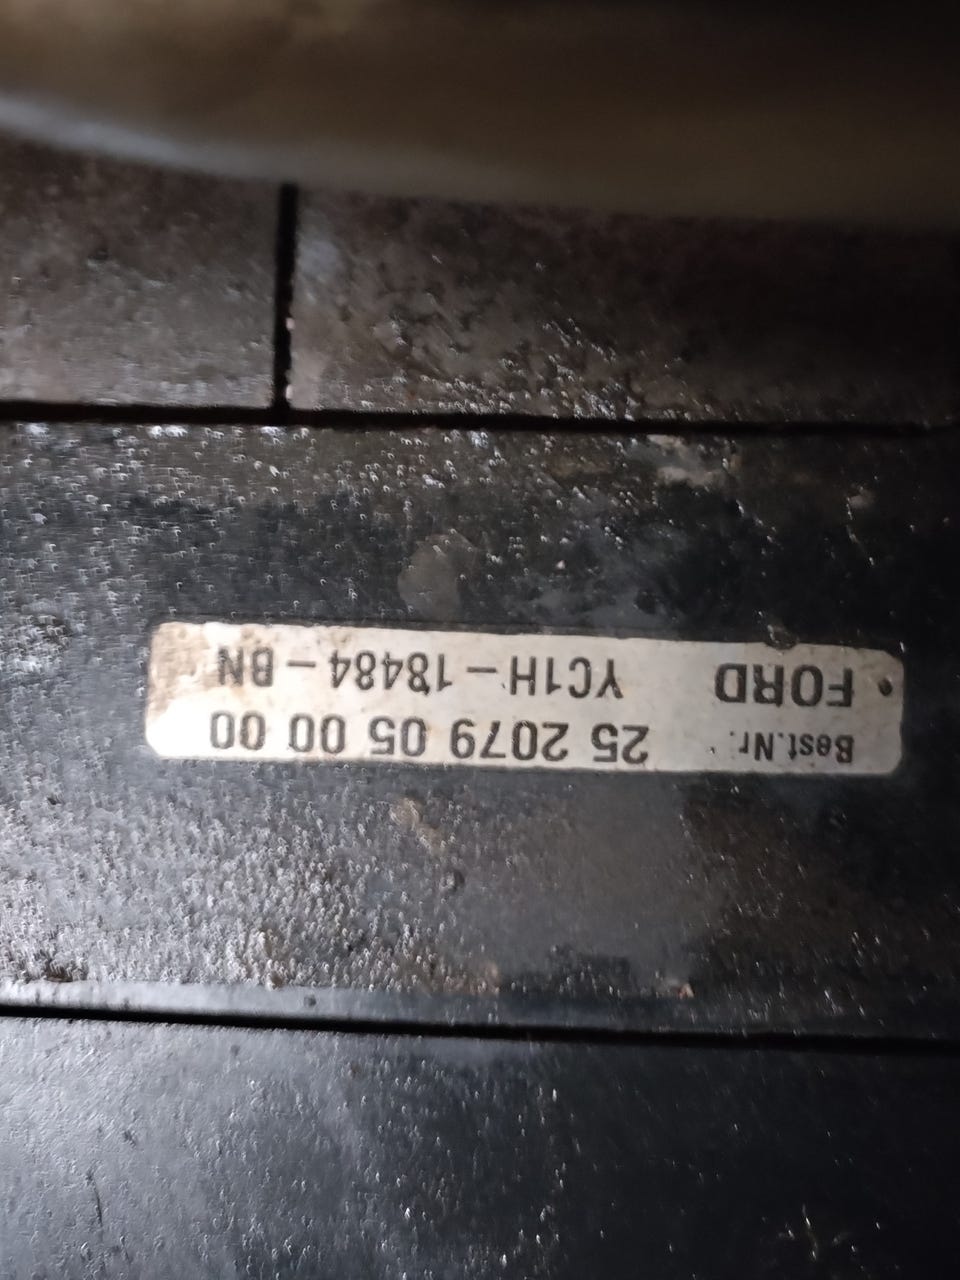 Best.Nr. 25 2079 05 00 00
FORD YC1H-18484-BN